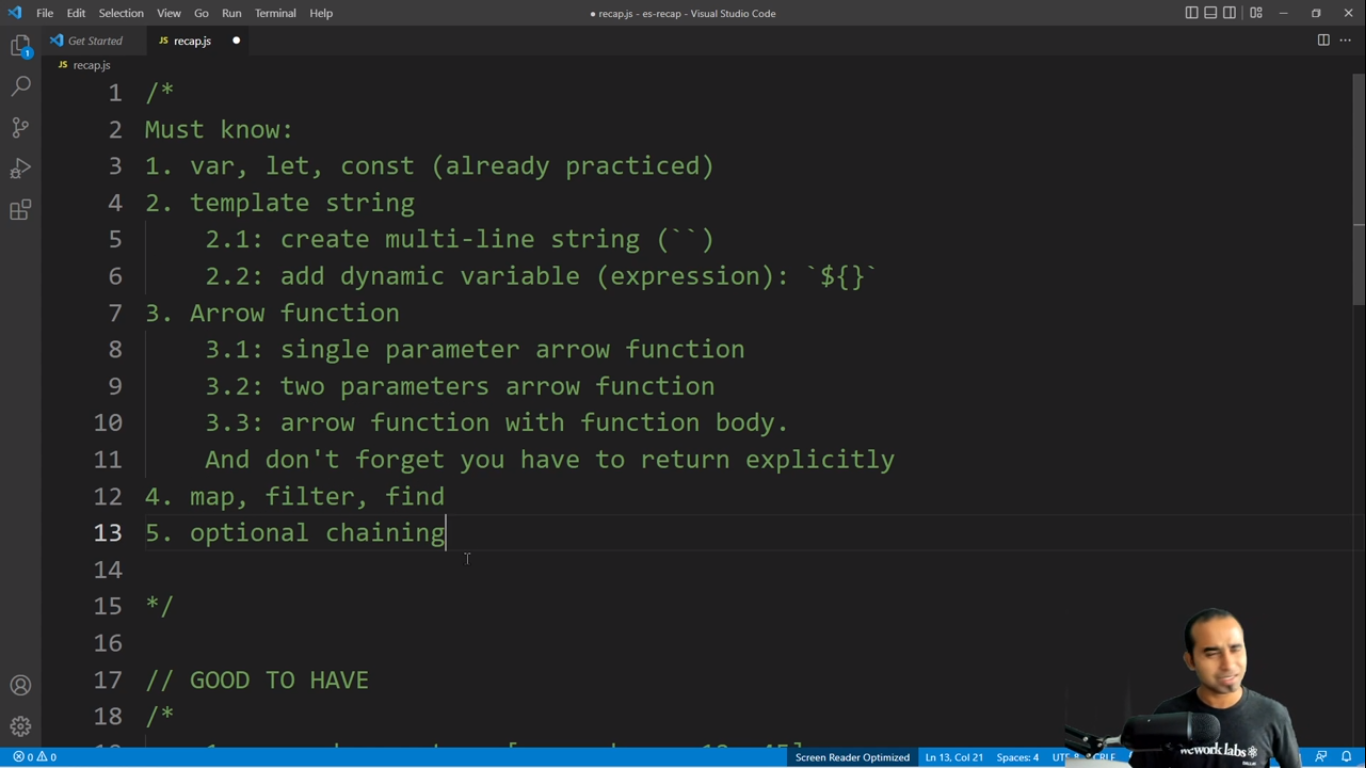 File Edit Selection View Go Run Terminal Help
● recap.js - es-recap - Visual Studio Code
Get Started
JS recap.js ●
JS recap.js
1
1 /*
2 Must know:
3 1. var, let, const (already practiced)
4 2. template string
5 2.1: create multi-line string (``)
6 2.2: add dynamic variable (expression): `${}`
7 3. Arrow function
8 3.1: single parameter arrow function
9 3.2: two parameters arrow function
10 3.3: arrow function with function body.
11 And don't forget you have to return explicitly
12 4. map, filter, find
13 5. optional chaining
14
15 */
16
17 // GOOD TO HAVE
18 /*
wework labs
0 0 Screen Reader Optimized Ln 13, Col 21 Spaces: 4 CRLF